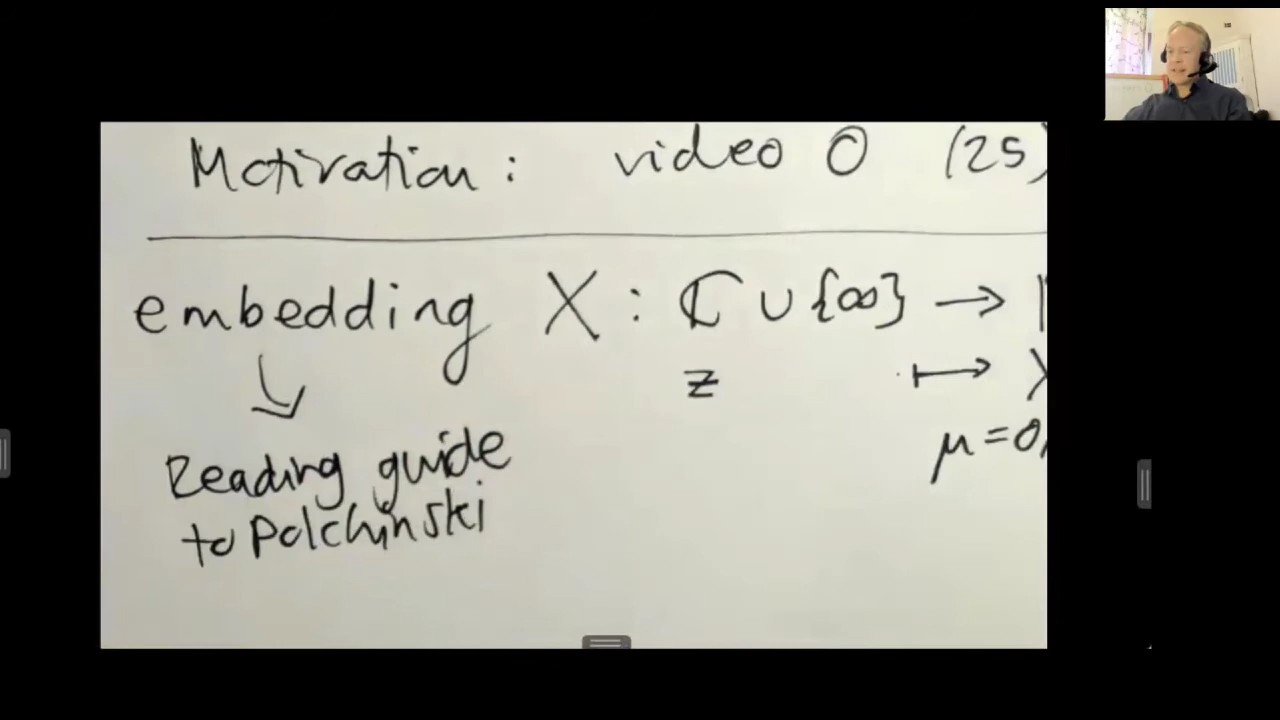 Motivation: video 0 (25)
embedding X : ℂ ∪ {∞} →
z ↦
μ=0,
Reading guide
to Polchinski